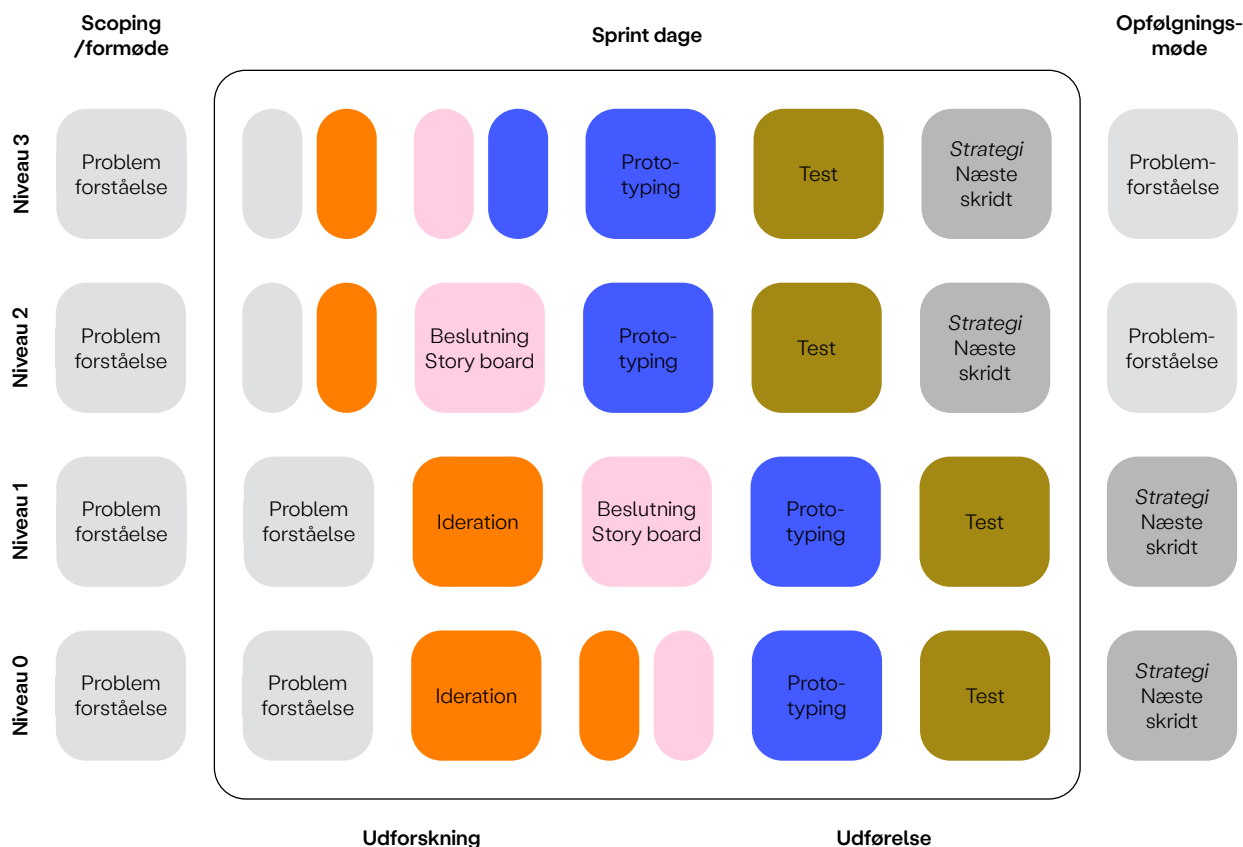 Scoping
/formøde
Sprint dage
Opfølgnings-
møde
Niveau 3
Problem
forståelse
Proto-
typing
Test
Strategi
Næste
skridt
Problem-
forståelse
Niveau 2
Problem
forståelse
Beslutning
Story board
Proto-
typing
Test
Strategi
Næste
skridt
Problem-
forståelse
Niveau 1
Problem
forståelse
Problem
forståelse
Ideration
Beslutning
Story board
Proto-
typing
Test
Strategi
Næste
skridt
Niveau 0
Problem
forståelse
Problem
forståelse
Ideration
Proto-
typing
Test
Strategi
Næste
skridt
Udforskning
Udførelse